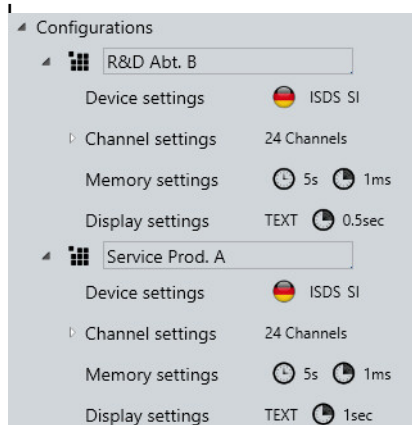 Configurations
R&D Abt. B
Device settings ISDS SI
Channel settings 24 Channels
Memory settings 5s 1ms
Display settings TEXT 0.5sec
Service Prod. A
Device settings ISDS SI
Channel settings 24 Channels
Memory settings 5s 1ms
Display settings TEXT 1sec